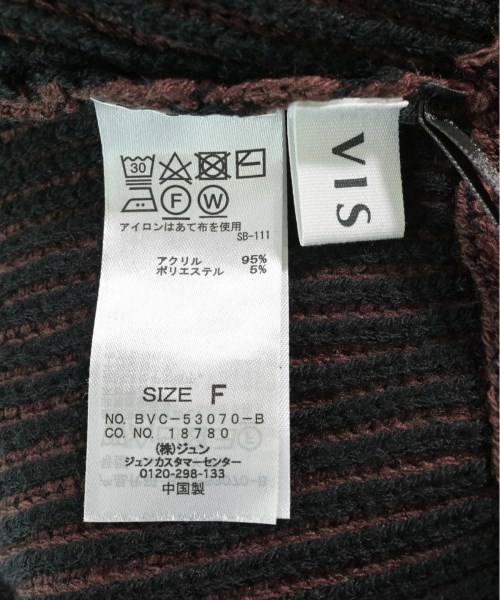 30
F W
アイロンはあて布を使用
SB-111
アクリル 95%
ポリエステル 5%
SIZE F
NO. BVC-53070-B
CO. NO. 18780
(株)ジュン
ジュンカスタマーセンター
0120-298-133
中国製
VIS